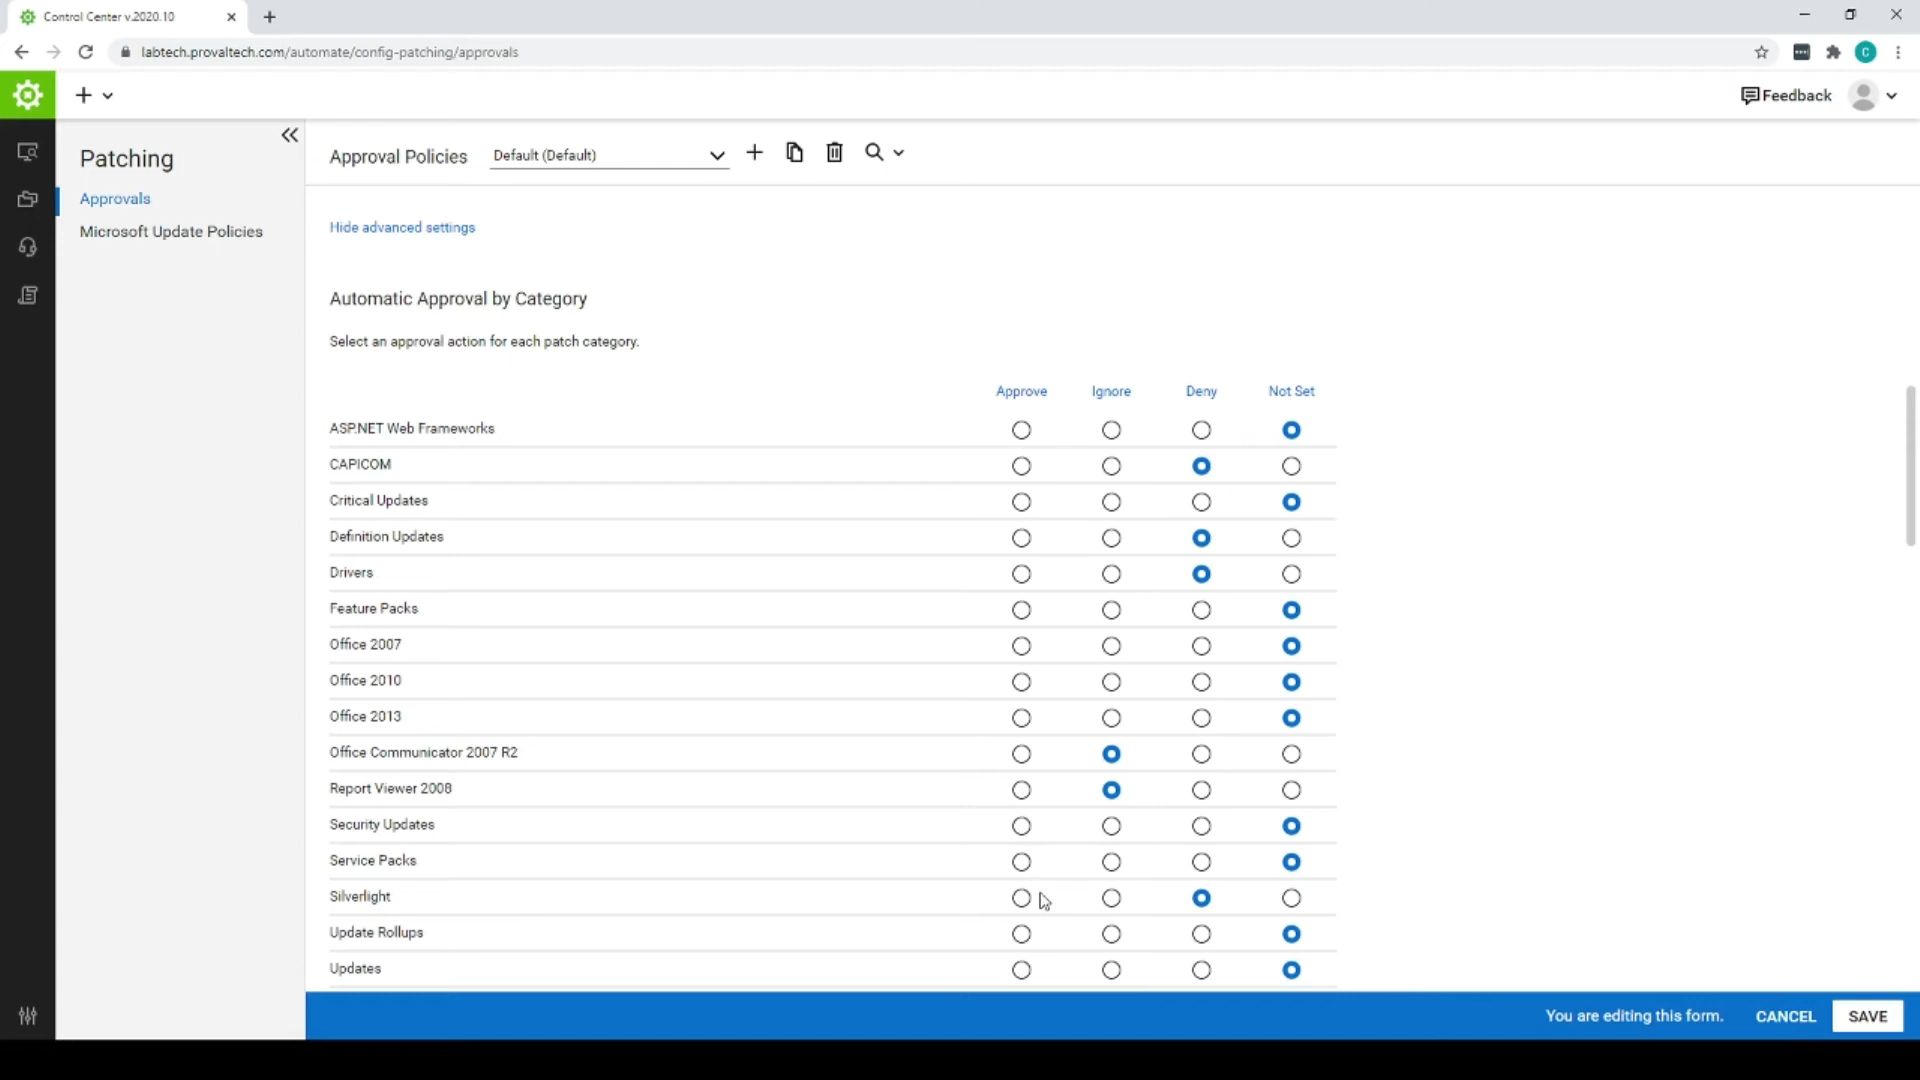 Control Center v.2020.10
labtech.provaltech.com/automate/config-patching/approvals
Feedback
Patching
Approvals
Microsoft Update Policies
Approval Policies Default (Default)
Hide advanced settings
Automatic Approval by Category
Select an approval action for each patch category.
Approve Ignore Deny Not Set
ASP.NET Web Frameworks
CAPICOM
Critical Updates
Definition Updates
Drivers
Feature Packs
Office 2007
Office 2010
Office 2013
Office Communicator 2007 R2
Report Viewer 2008
Security Updates
Service Packs
Silverlight
Update Rollups
Updates
You are editing this form. CANCEL SAVE